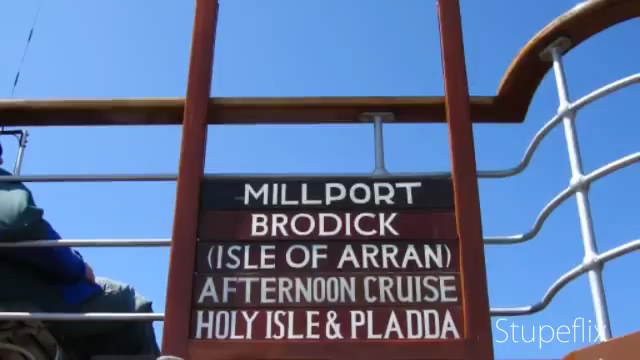 MILLPORT
BRODICK
(ISLE OF ARRAN)
AFTERNOON CRUISE
HOLY ISLE & PLADDA
Stupeflix